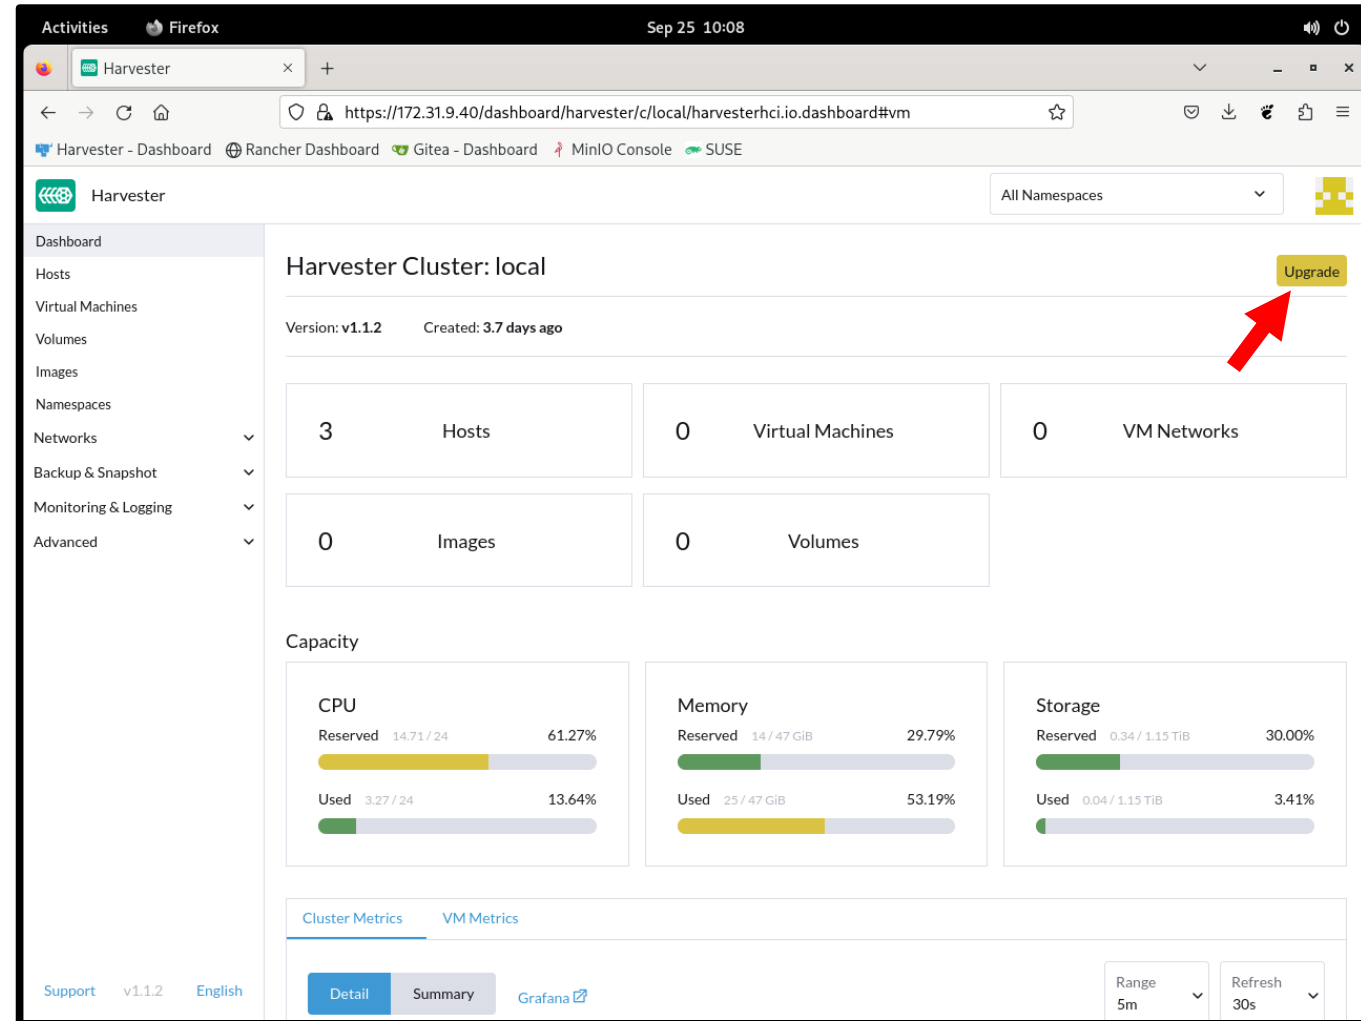 Activities Firefox Sep 25 10:08
Harvester
https://172.31.9.40/dashboard/harvester/c/local/harvesterhci.io.dashboard#vm
Harvester - Dashboard Rancher Dashboard Gitea - Dashboard MinIO Console SUSE
Harvester All Namespaces
Dashboard
Hosts
Virtual Machines
Volumes
Images
Namespaces
Networks
Backup & Snapshot
Monitoring & Logging
Advanced
Support v1.1.2 English
Harvester Cluster: local Upgrade
Version: v1.1.2 Created: 3.7 days ago
3 Hosts 0 Virtual Machines 0 VM Networks
0 Images 0 Volumes
Capacity
CPU
Reserved 14.71 / 24 61.27%
Used 3.27 / 24 13.64%
Memory
Reserved 14 / 47 GiB 29.79%
Used 25 / 47 GiB 53.19%
Storage
Reserved 0.34 / 1.15 TiB 30.00%
Used 0.04 / 1.15 TiB 3.41%
Cluster Metrics VM Metrics
Detail Summary Grafana
Range
5m
Refresh
30s